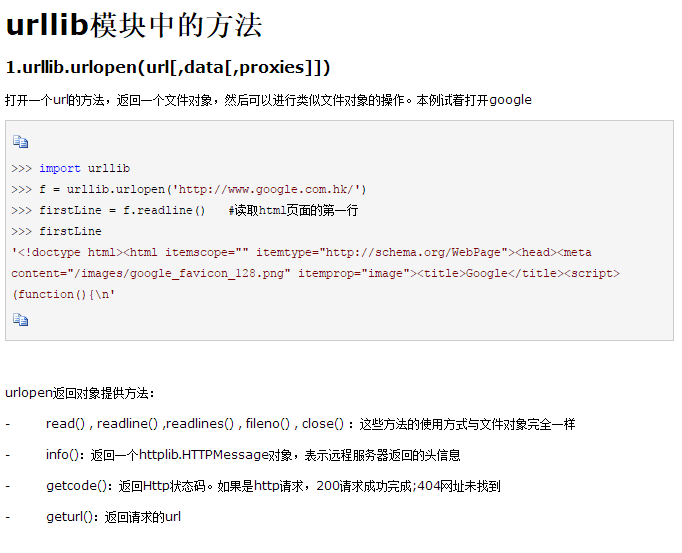 urllib模块中的方法
1.urllib.urlopen(url[,data[,proxies]])
打开一个url的方法，返回一个文件对象，然后可以进行类似文件对象的操作。本例试着打开google
>>> import urllib
>>> f = urllib.urlopen('http://www.google.com.hk/')
>>> firstLine = f.readline()   #读取html页面的第一行
>>> firstLine
'<!doctype html><html itemscope="" itemtype="http://schema.org/WebPage"><head><meta
content="/images/google_favicon_128.png" itemprop="image"><title>Google</title><script>
(function(){\n'
urlopen返回对象提供方法：
- read() , readline() ,readlines() , fileno() , close() ：这些方法的使用方式与文件对象完全一样
- info()：返回一个httplib.HTTPMessage对象，表示远程服务器返回的头信息
- getcode()：返回Http状态码。如果是http请求，200请求成功完成;404网址未找到
- geturl()：返回请求的url